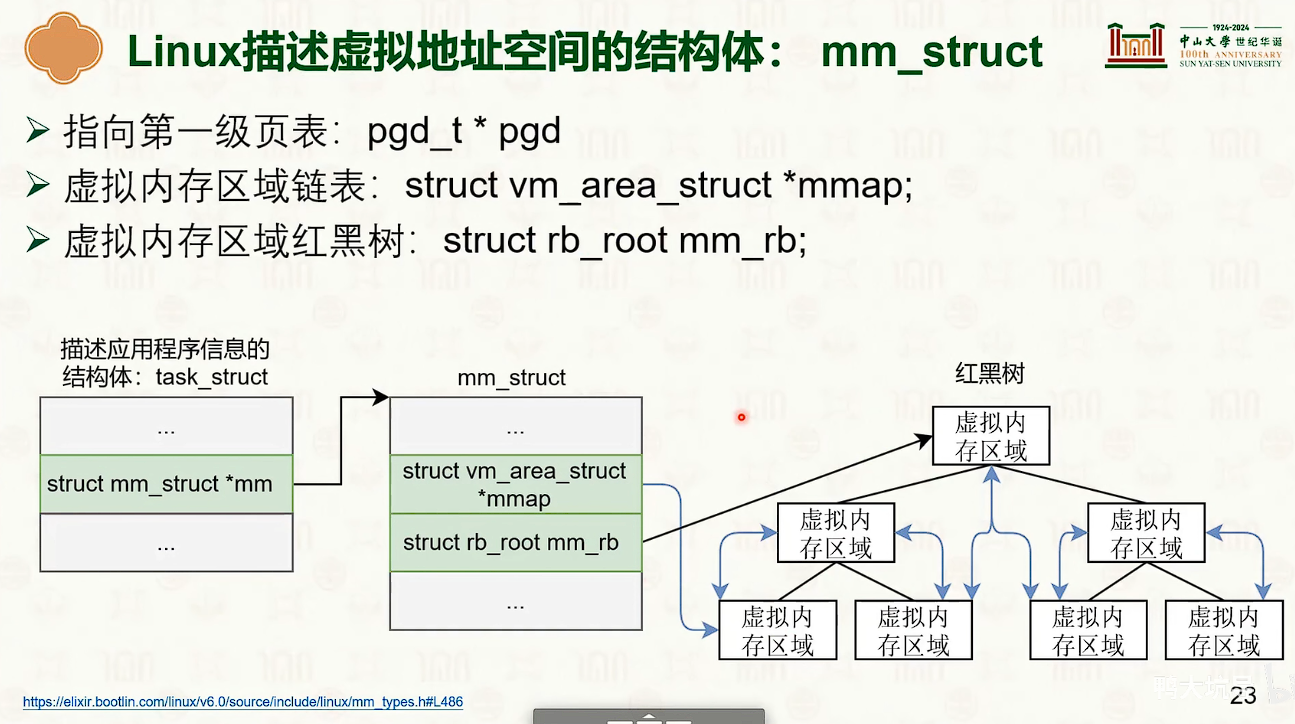 Linux描述虚拟地址空间的结构体： mm_struct
1924-2024
中山大学 世纪华诞
100th ANNIVERSARY
SUN YAT-SEN UNIVERSITY
指向第一级页表：pgd_t * pgd
虚拟内存区域链表：struct vm_area_struct *mmap;
虚拟内存区域红黑树：struct rb_root mm_rb;
描述应用程序信息的
结构体：task_struct
...
struct mm_struct *mm
...
mm_struct
...
struct vm_area_struct
*mmap
struct rb_root mm_rb
...
红黑树
虚拟内
存区域
虚拟内
存区域
虚拟内
存区域
虚拟内
存区域
虚拟内
存区域
虚拟内
存区域
虚拟内
存区域
https://elixir.bootlin.com/linux/v6.0/source/include/linux/mm_types.h#L486
23